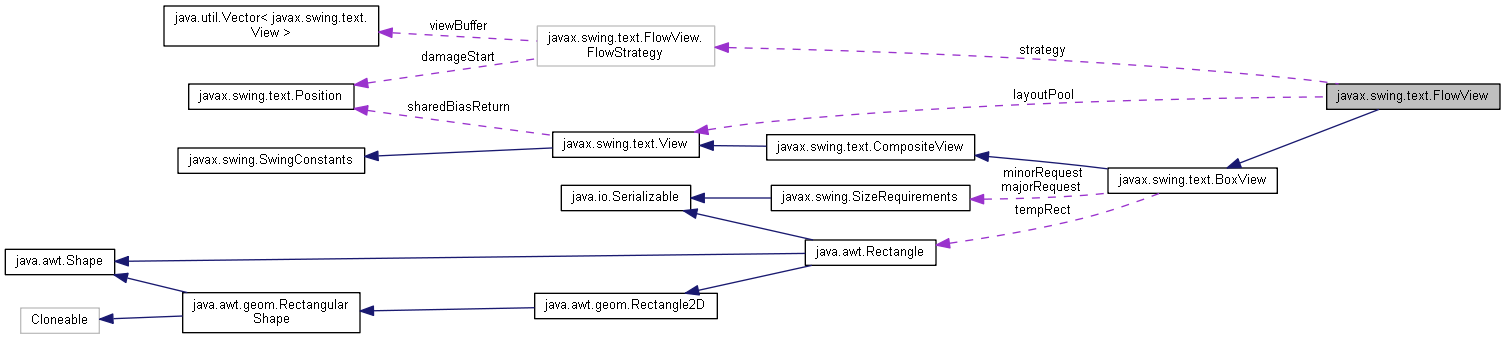 java.util.Vector< javax.swing.text.
View >
viewBuffer
javax.swing.text.FlowView.
FlowStrategy
strategy
damageStart
javax.swing.text.Position
javax.swing.text.FlowView
layoutPool
sharedBiasReturn
javax.swing.text.View
javax.swing.text.CompositeView
javax.swing.SwingConstants
minorRequest
majorRequest
javax.swing.text.BoxView
java.io.Serializable
javax.swing.SizeRequirements
tempRect
java.awt.Shape
java.awt.Rectangle
java.awt.geom.Rectangular
Shape
java.awt.geom.Rectangle2D
Cloneable